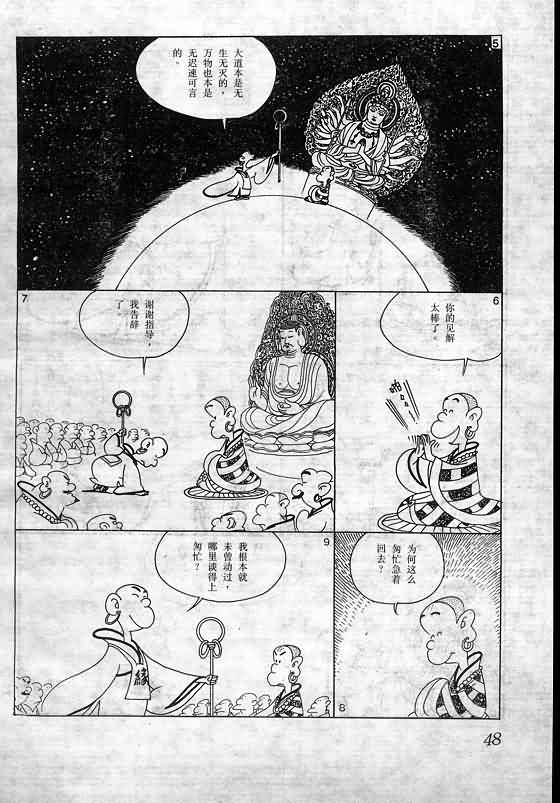 5
大道本是无
生无灭的，
万物也本是
无迟速可言
的。
6
你的见解
太棒了。
啪
啪
7
谢谢指导，
我告辞
了。
8
为何这么
匆忙急着
回去？
9
我根本就
未曾动过，
哪里谈得上
匆忙？
緣
48